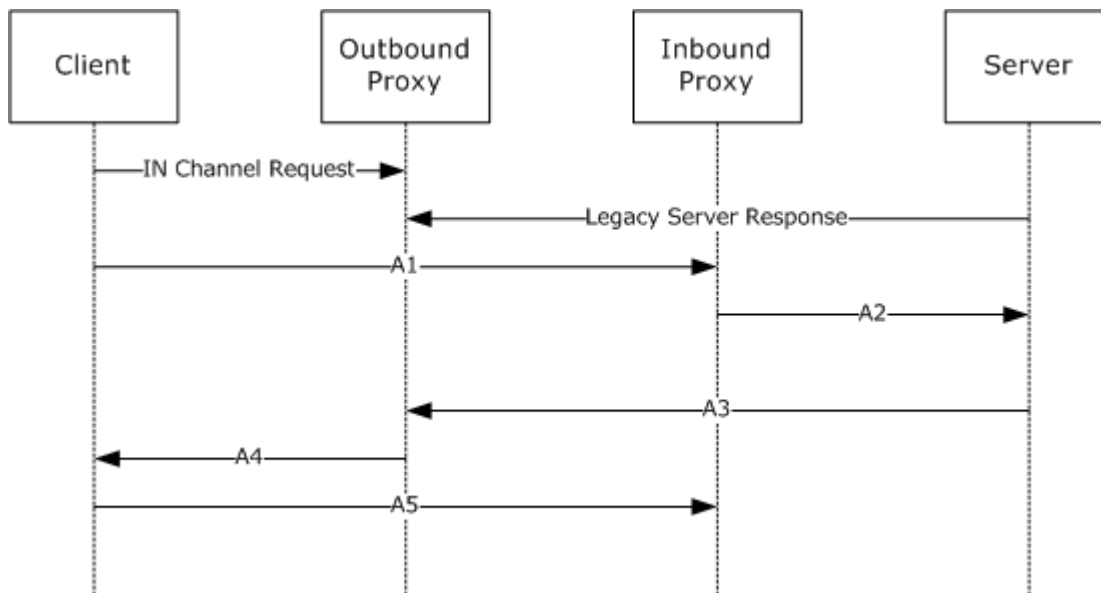 Client
Outbound
Proxy
Inbound
Proxy
Server
IN Channel Request
Legacy Server Response
A1
A2
A3
A4
A5